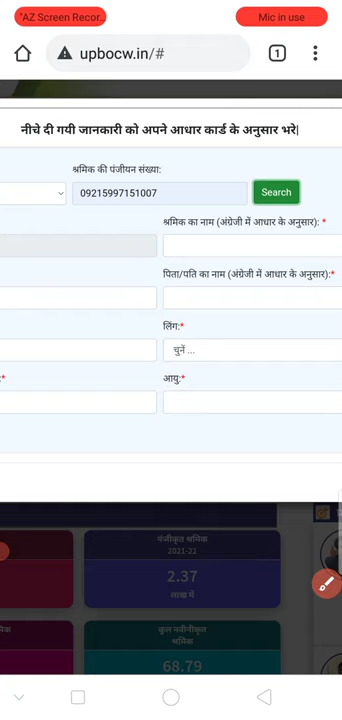 "AZ Screen Recor..
Mic in use
upbocw.in/#
1
नीचे दी गयी जानकारी को अपने आधार कार्ड के अनुसार भरे|
श्रमिक की पंजीयन संख्या:
09215997151007
Search
श्रमिक का नाम (अंग्रेजी में आधार के अनुसार): *
पिता/पति का नाम (अंग्रेजी में आधार के अनुसार):*
लिंग:*
चुनें ...
:*
आयु:*
पंजीकृत श्रमिक
2021-22
2.37
लाख में
कुल नवीनीकृत
श्रमिक
68.79